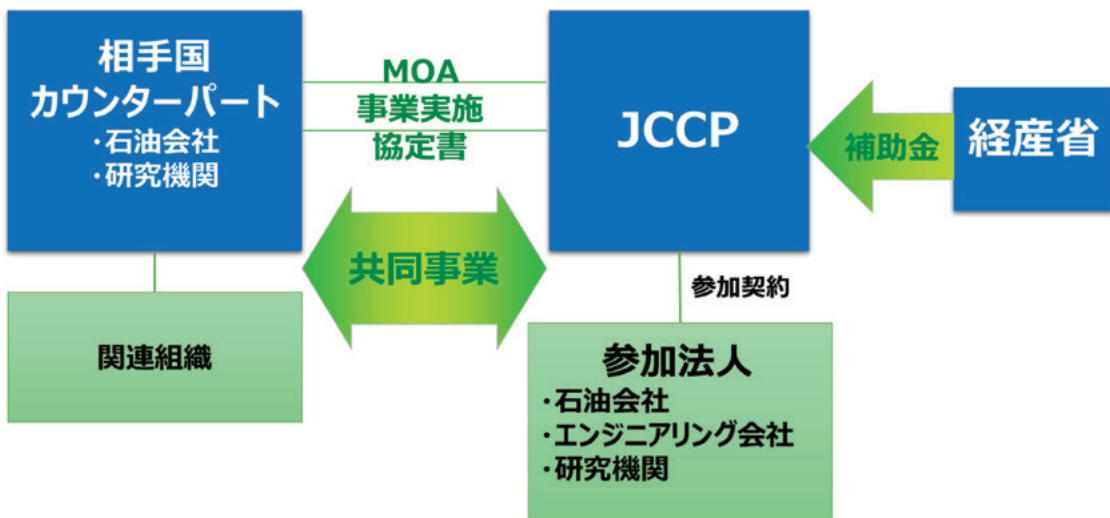 相手国
カウンターパート
・石油会社
・研究機関
MOA
事業実施
協定書
JCCP
補助金
経産省
共同事業
関連組織
参加契約
参加法人
・石油会社
・エンジニアリング会社
・研究機関